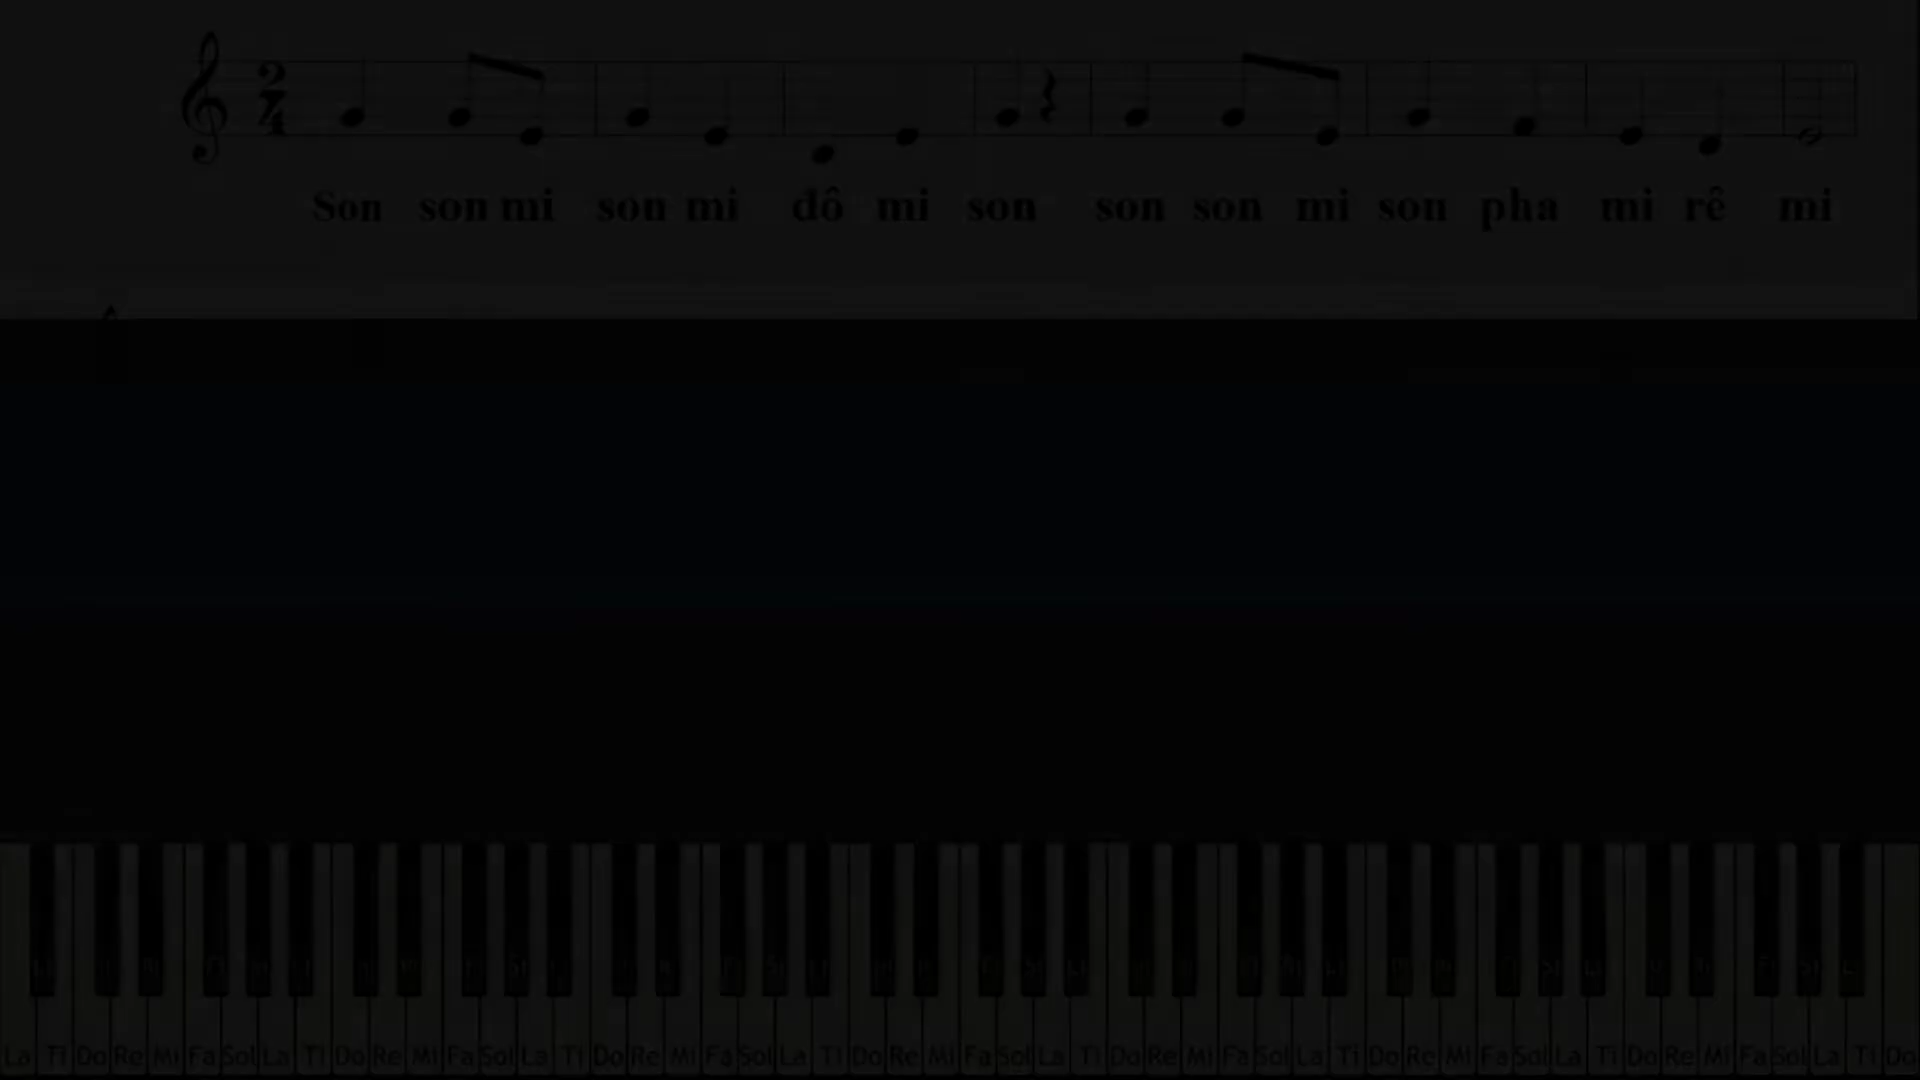 2
4
Son son mi son mi đô mi son son son mi son pha mi rê mi
La Ti Do Re Mi Fa Sol La Ti Do Re Mi Fa Sol La Ti Do Re Mi Fa Sol La Ti Do Re Mi Fa Sol La Ti Do Re Mi Fa Sol La Ti Do Re Mi Fa Sol La Ti Do Re Mi Fa Sol La Ti Do